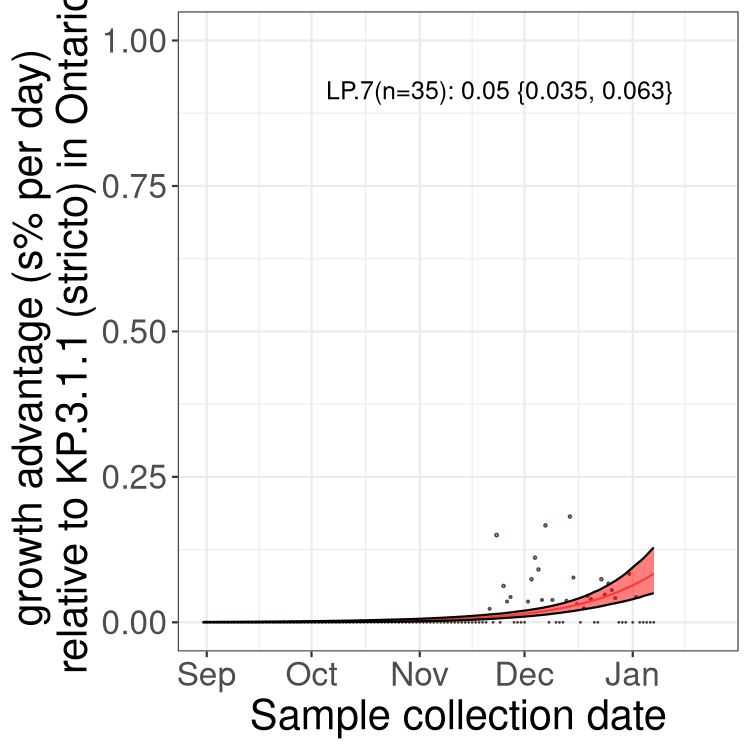 growth advantage (s% per day)
relative to KP.3.1.1 (stricto) in Ontario
1.00
0.75
0.50
0.25
0.00
LP.7(n=35): 0.05 {0.035, 0.063}
Sep Oct Nov Dec Jan
Sample collection date